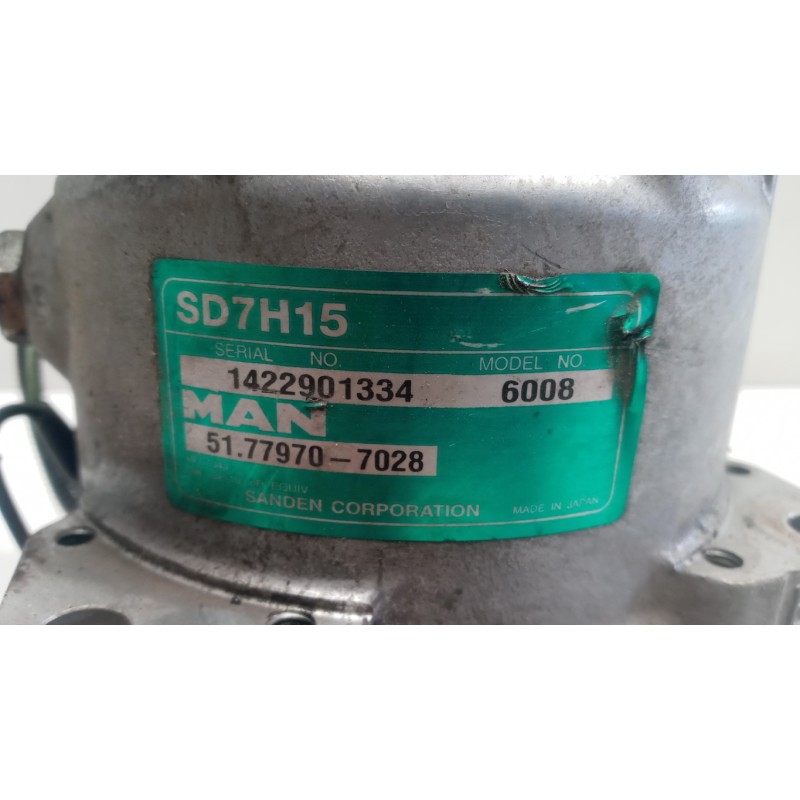 SD7H15
SERIAL NO. MODEL NO.
1422901334 6008
MAN
51.77970-7028
SANDEN CORPORATION MADE IN JAPAN